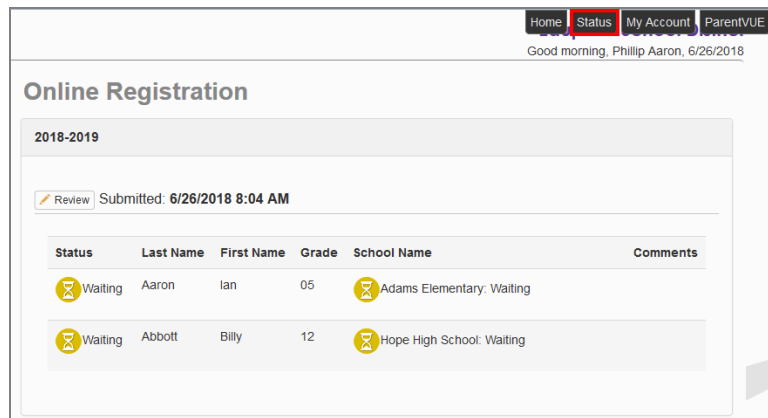 Home Status My Account ParentVUE
Good morning, Phillip Aaron, 6/26/2018
Online Registration
2018-2019
Review Submitted: 6/26/2018 8:04 AM
Status Last Name First Name Grade School Name Comments
Waiting Aaron Ian 05 Adams Elementary: Waiting
Waiting Abbott Billy 12 Hope High School: Waiting